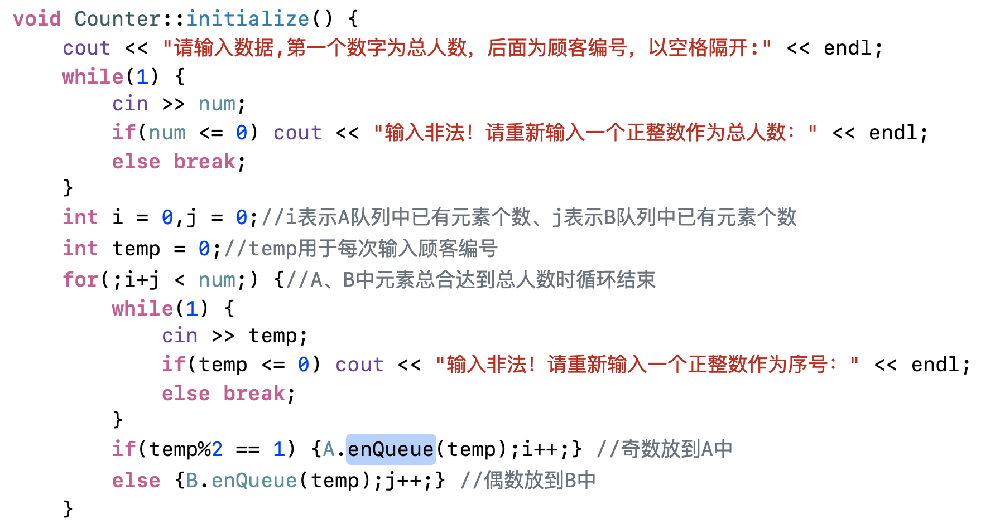 void Counter::initialize() {
    cout << "请输入数据,第一个数字为总人数，后面为顾客编号，以空格隔开:" << endl;
    while(1) {
        cin >> num;
        if(num <= 0) cout << "输入非法！请重新输入一个正整数作为总人数：" << endl;
        else break;
    }
    int i = 0,j = 0;//i表示A队列中已有元素个数、j表示B队列中已有元素个数
    int temp = 0;//temp用于每次输入顾客编号
    for(;i+j < num;) {//A、B中元素总合达到总人数时循环结束
        while(1) {
            cin >> temp;
            if(temp <= 0) cout << "输入非法！请重新输入一个正整数作为序号：" << endl;
            else break;
        }
        if(temp%2 == 1) {A.enQueue(temp);i++;} //奇数放到A中
        else {B.enQueue(temp);j++;} //偶数放到B中
    }